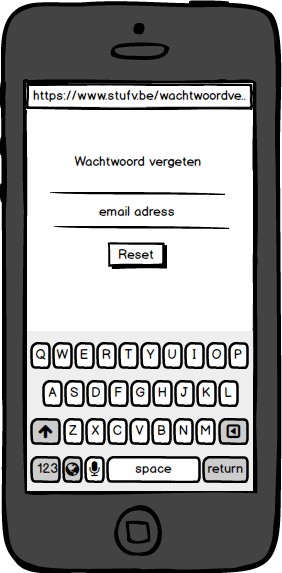 https://www.stufv.be/wachtwoordve..
Wachtwoord vergeten
email adress
Reset
Q W E R T Y U I O P
A S D F G H J K L
Z X C V B N M
123 space return